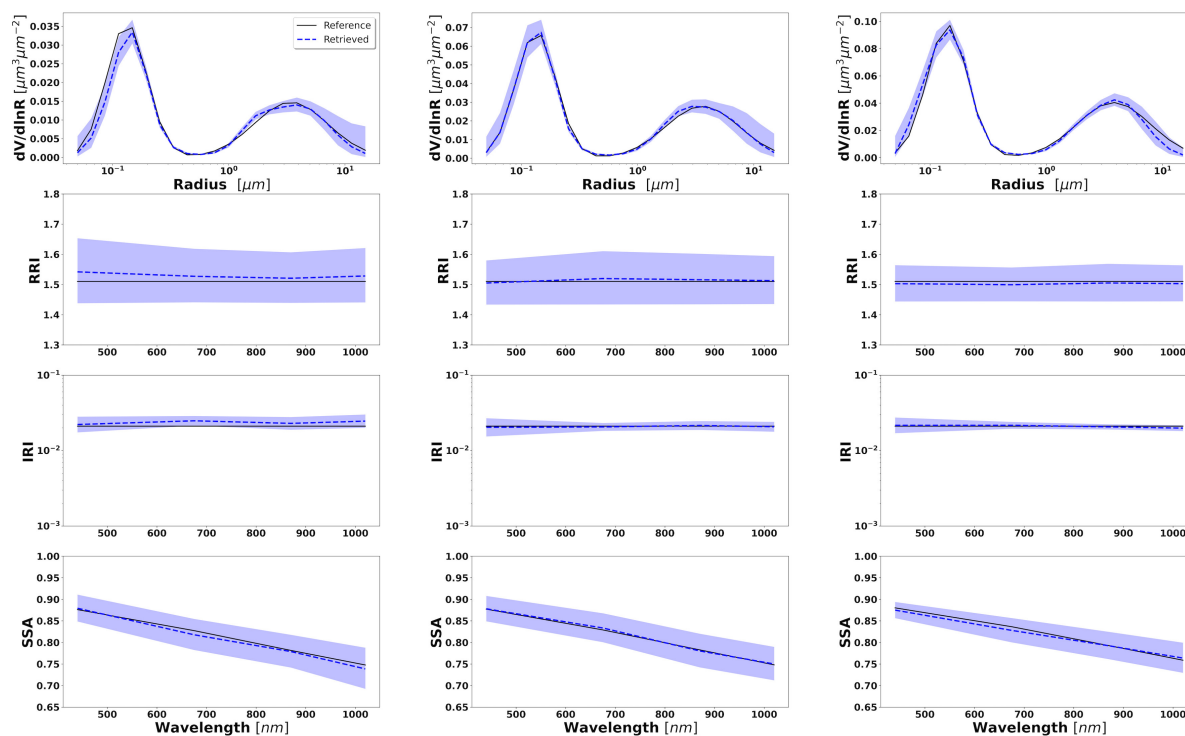 dV/dlnR [μm³μm⁻²]
0.035
0.030
0.025
0.020
0.015
0.010
0.005
0.000
Reference
Retrieved
10⁻¹
10⁰
10¹
Radius [μm]
dV/dlnR [μm³μm⁻²]
0.07
0.06
0.05
0.04
0.03
0.02
0.01
0.00
10⁻¹
10⁰
10¹
Radius [μm]
dV/dlnR [μm³μm⁻²]
0.10
0.08
0.06
0.04
0.02
0.00
10⁻¹
10⁰
10¹
Radius [μm]
RRI
1.8
1.7
1.6
1.5
1.4
1.3
500 600 700 800 900 1000
RRI
1.8
1.7
1.6
1.5
1.4
1.3
500 600 700 800 900 1000
RRI
1.8
1.7
1.6
1.5
1.4
1.3
500 600 700 800 900 1000
IRI
10⁻¹
10⁻²
10⁻³
500 600 700 800 900 1000
IRI
10⁻¹
10⁻²
10⁻³
500 600 700 800 900 1000
IRI
10⁻¹
10⁻²
10⁻³
500 600 700 800 900 1000
SSA
1.00
0.95
0.90
0.85
0.80
0.75
0.70
0.65
500 600 700 800 900 1000
Wavelength [nm]
SSA
1.00
0.95
0.90
0.85
0.80
0.75
0.70
0.65
500 600 700 800 900 1000
Wavelength [nm]
SSA
1.00
0.95
0.90
0.85
0.80
0.75
0.70
0.65
500 600 700 800 900 1000
Wavelength [nm]